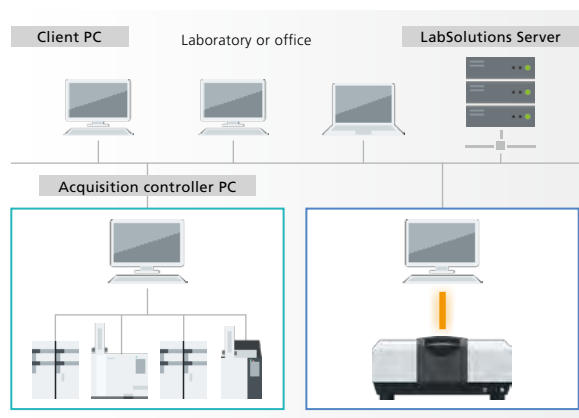 Client PC
Laboratory or office
LabSolutions Server
Acquisition controller PC